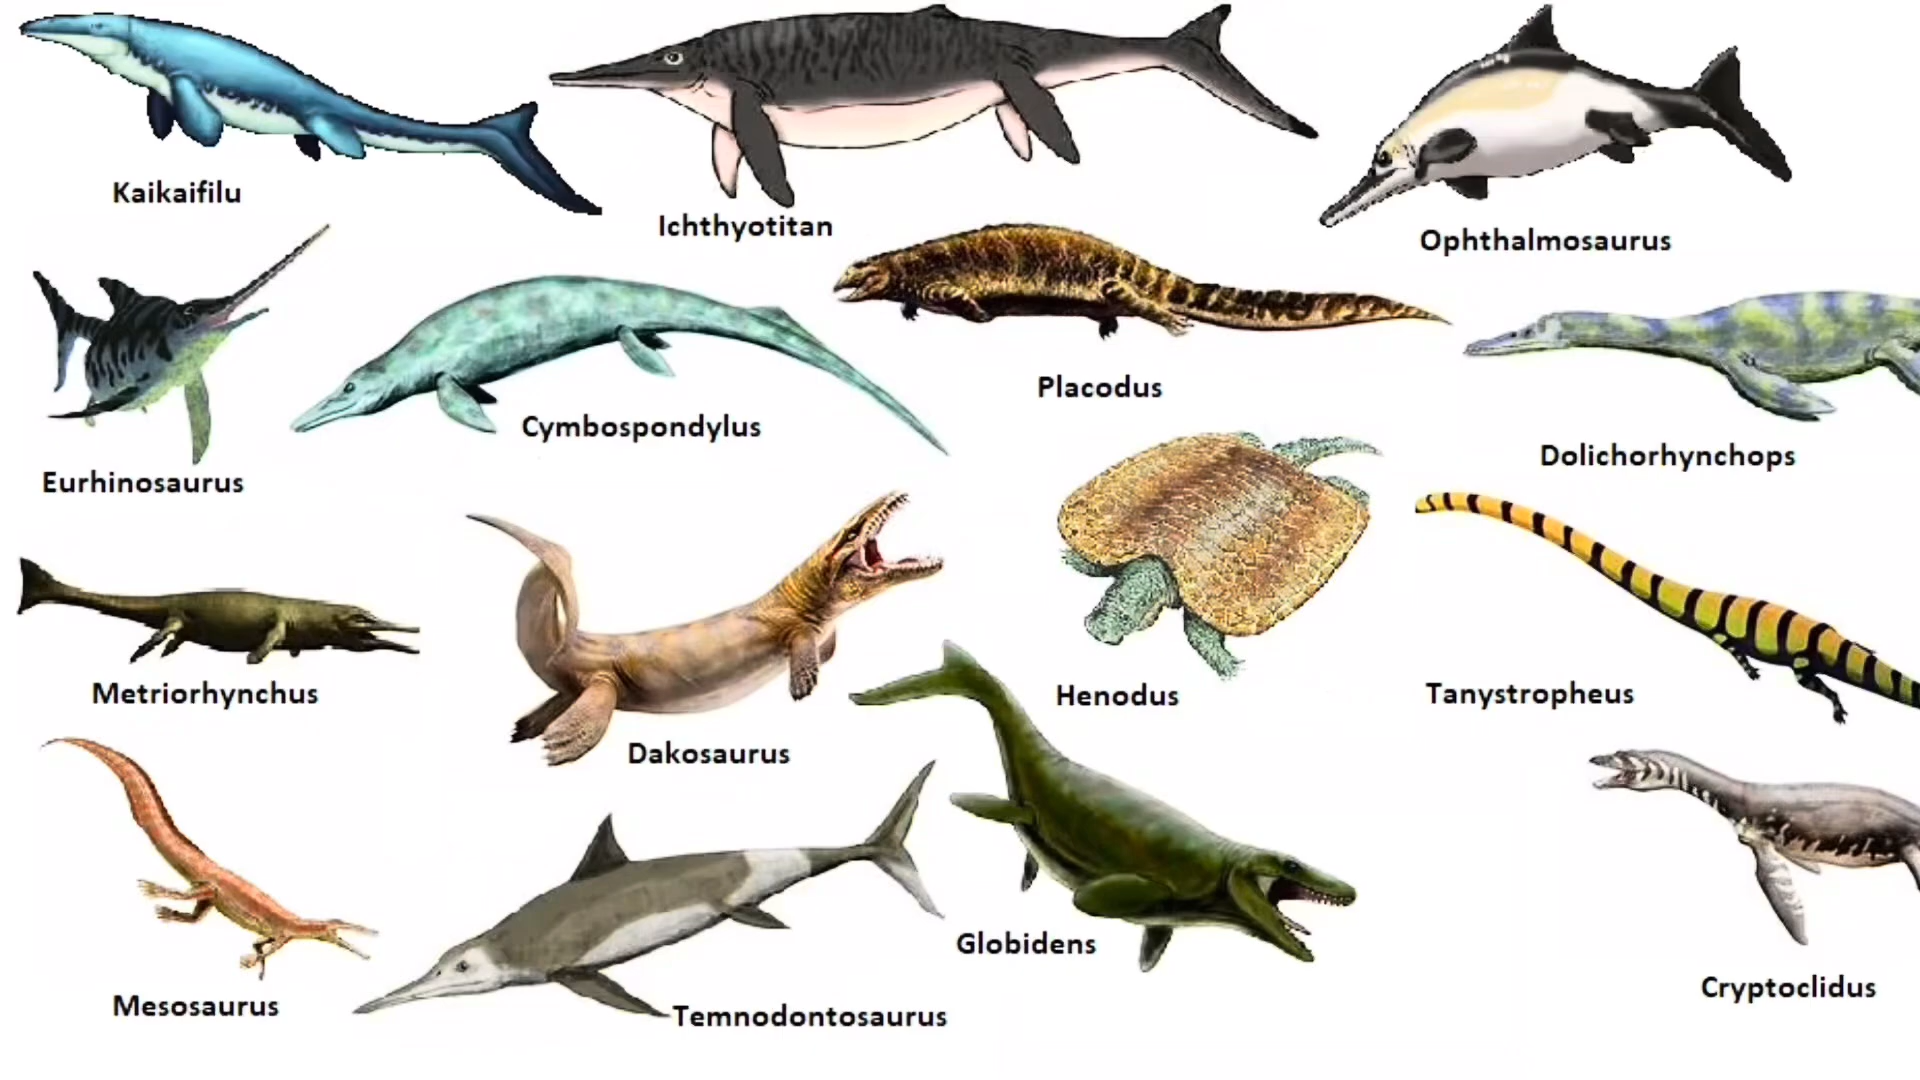 Kaikaifilu
Ichthyotitan
Ophthalmosaurus
Eurhinosaurus
Cymbospondylus
Placodus
Dolichorhynchops
Metriorhynchus
Dakosaurus
Henodus
Tanystropheus
Mesosaurus
Temnodontosaurus
Globidens
Cryptoclidus